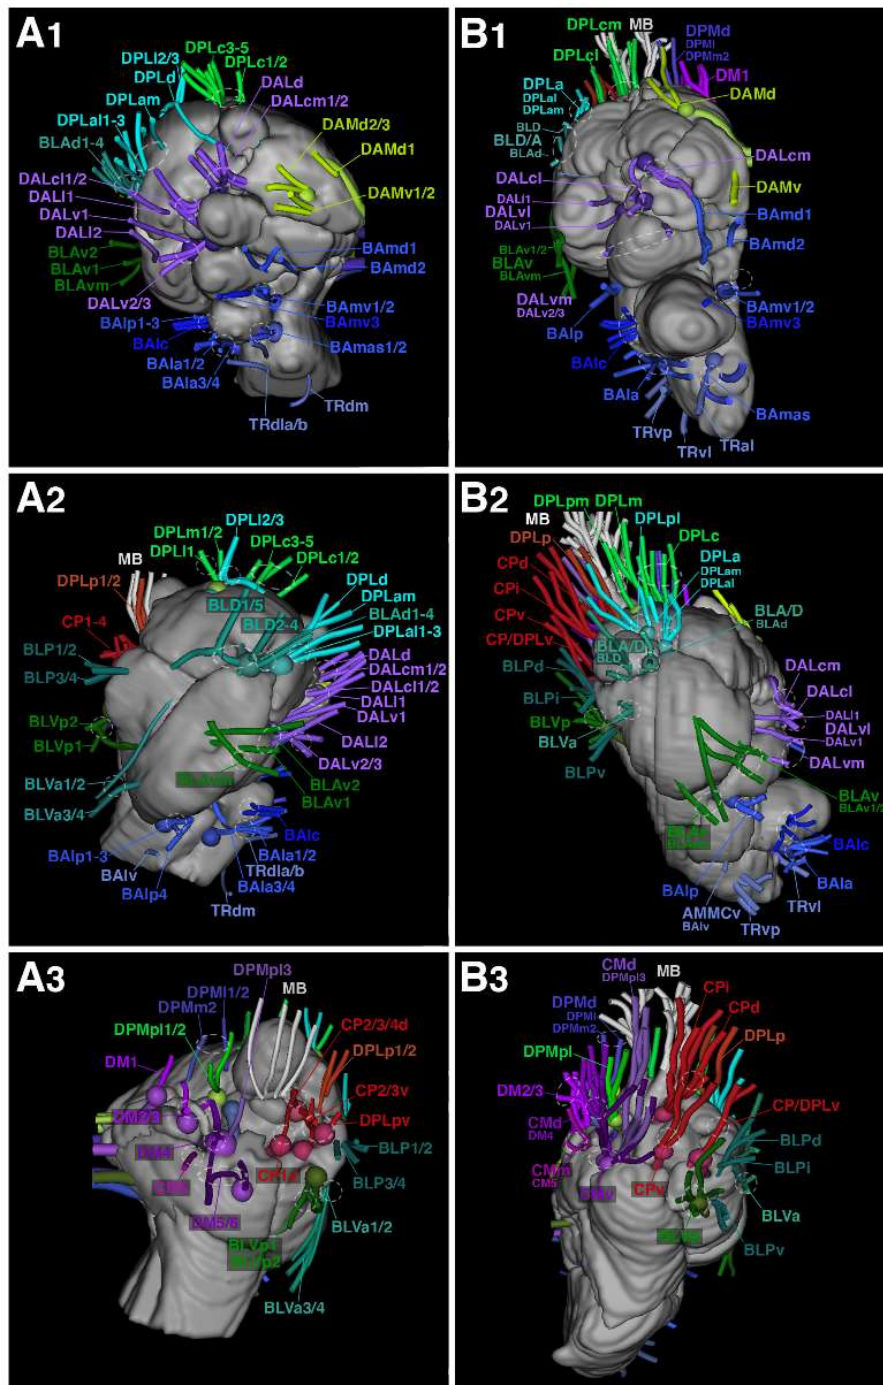 A1
DPLl2/3
DPLc3-5
DPLd
DPLc1/2
DPLam
DALd
DALcm1/2
DPLal1-3
DAMd2/3
BLAd1-4
DAMd1
DALcl1/2
DALl1
DAMv1/2
DALv1
DALl2
BLAv2
BAmd1
BLAv1
BAmd2
BLAvm
DALv2/3
BAmv1/2
BAlp1-3
BAmv3
BAlc
BAmas1/2
BAla1/2
BAla3/4
TRdm
TRdla/b
B1
DPLcm
MB
DPMd
DPMl
DPMm2
DPLcl
DM1
DPLa
DPLal
DPLam
DAMd
BLD
BLD/A
BLAd
DALcm
DALcl
DAMv
DALl1
DALvl
DALv1
BAmd1
BAmd2
BLAv1/2
BLAv
BLAvm
DALvm
DALv2/3
BAmv1/2
BAmv3
BAlp
BAlc
BAla
BAmas
TRvp
TRal
TRvl
A2
DPLl2/3
DPLm1/2
DPLc3-5
DPLl1
DPLc1/2
MB
DPLp1/2
DPLd
BLD1/5
DPLam
CP1-4
BLD2-4
BLAd1-4
DPLal1-3
BLP1/2
DALd
BLP3/4
DALcm1/2
DALcl1/2
DALl1
DALv1
BLVp2
DALl2
BLVp1
DALv2/3
BLAvm
BLAv2
BLVa1/2
BLAv1
BLVa3/4
BAlc
BAlp1-3
BAla1/2
BAlv
TRdla/b
BAlp4
BAla3/4
TRdm
B2
DPLpm
DPLm
MB
DPLpl
DPLp
DPLc
CPd
DPLa
DPLam
DPLal
CPi
CPv
BLA/D
BLAd
CP/DPLv
BLA/D
BLD
BLPd
DALcm
BLPi
DALcl
DALl1
BLVp
DALvl
DALv1
BLVa
DALvm
BLPv
BLAv
BLAv1/2
BAlc
BAlp
BAla
AMMCv
BAlv
TRvl
TRvp
A3
DPMpl3
MB
DPMl1/2
DPMm2
CP2/3/4d
DPMpl1/2
DPLp1/2
DM1
CP2/3v
DM2/3
DPLpv
DM4
BLP1/2
CP1d
BLP3/4
DM5/6
BLVa1/2
BLVp1
BLVp2
BLVa3/4
B3
CMd
DPMpl3
MB
CPi
DPMd
DPMl
DPMm2
CPd
DPLp
DPMpl
DM2/3
CP/DPLv
CMd
DM4
BLPd
CMm
CM5
BLPi
CPv
BLVa
BLPv